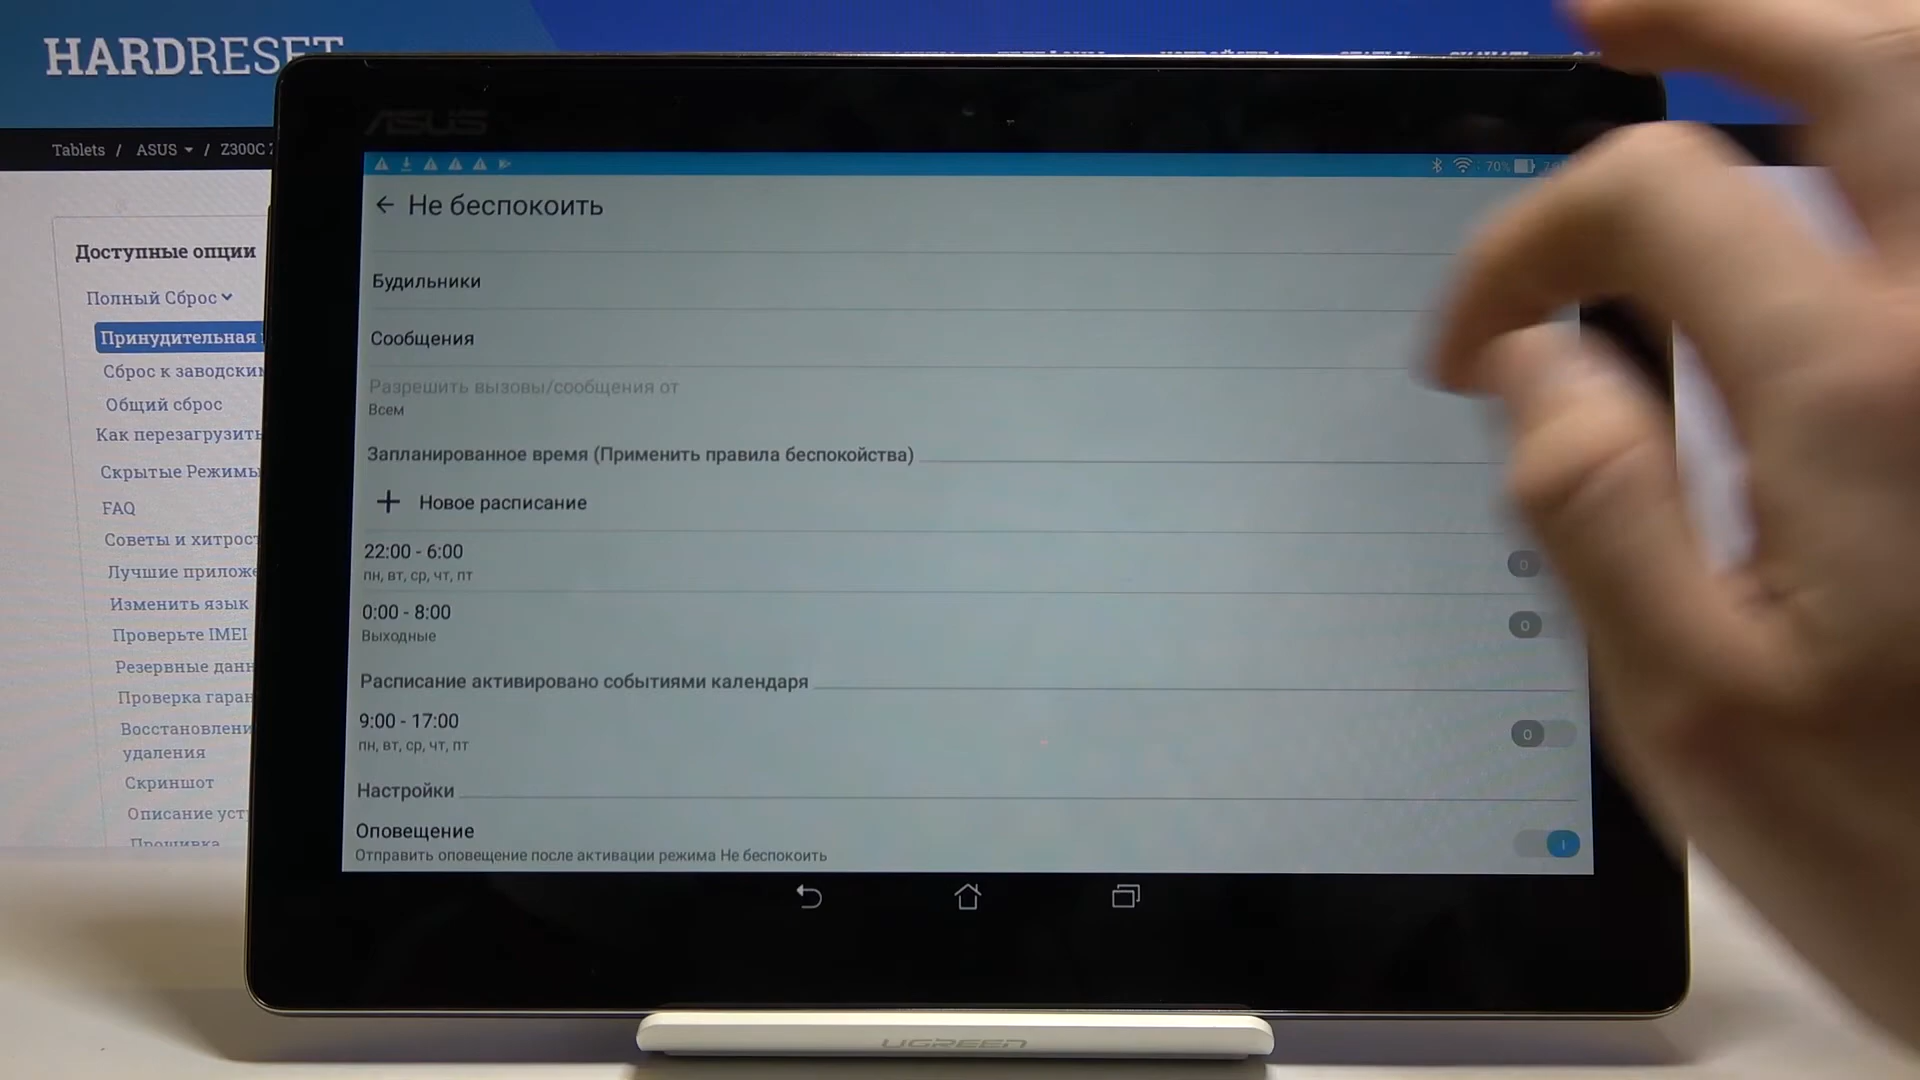 HARDRESET
Tablets / ASUS / Z300C
Доступные опции
Полный Сброс
Принудительная
Сброс к заводским
Общий сброс
Как перезагрузить
Скрытые Режимы
FAQ
Советы и хитрост
Лучшие приложе
Изменить язык
Проверьте IMEI
Резервные данн
Проверка гаран
Восстановлени
удаления
Скриншот
Описание уст
Прошивка
ASUS
70%
Не беспокоить
Будильники
Сообщения
Разрешить вызовы/сообщения от
Всем
Запланированное время (Применить правила беспокойства)
Новое расписание
22:00 - 6:00
пн, вт, ср, чт, пт
0:00 - 8:00
Выходные
Расписание активировано событиями календаря
9:00 - 17:00
пн, вт, ср, чт, пт
Настройки
Оповещение
Отправить оповещение после активации режима Не беспокоить
UGREEN